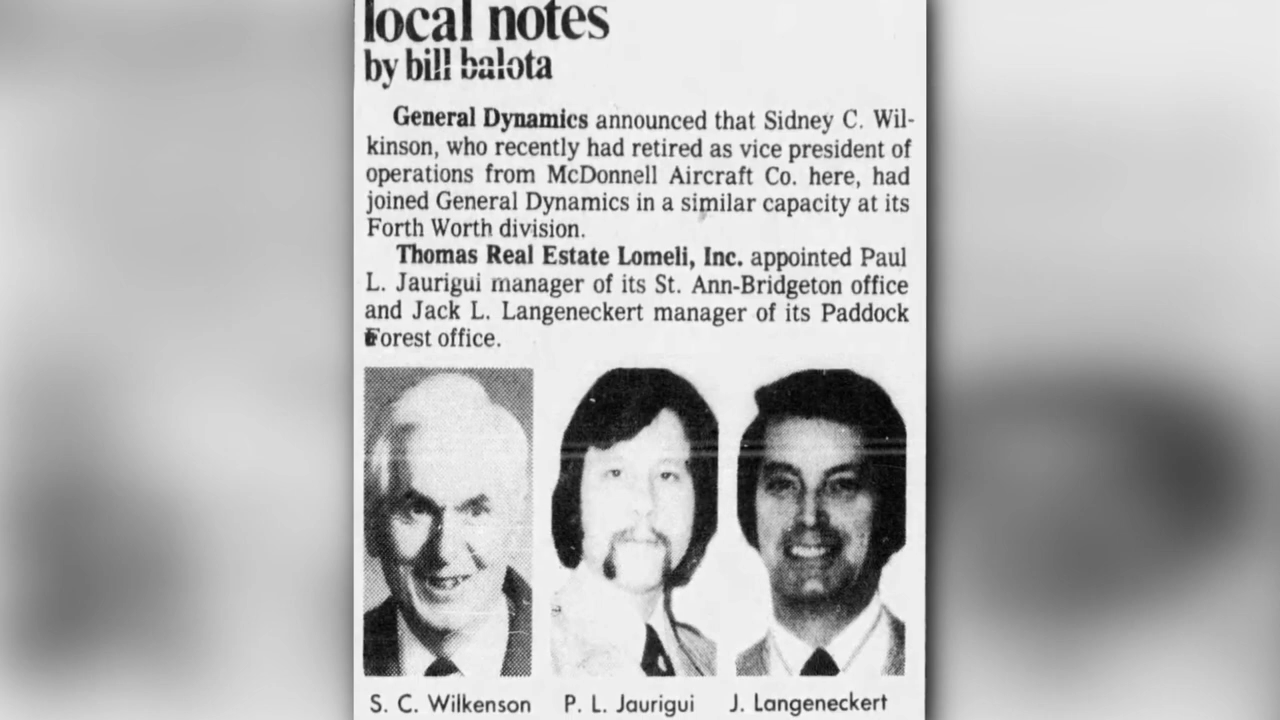 local notes
by bill balota
General Dynamics announced that Sidney C. Wil-
kinson, who recently had retired as vice president of
operations from McDonnell Aircraft Co. here, had
joined General Dynamics in a similar capacity at its
Forth Worth division.
Thomas Real Estate Lomeli, Inc. appointed Paul
L. Jaurigui manager of its St. Ann-Bridgeton office
and Jack L. Langeneckert manager of its Paddock
Forest office.
S. C. Wilkenson P. L. Jaurigui J. Langeneckert